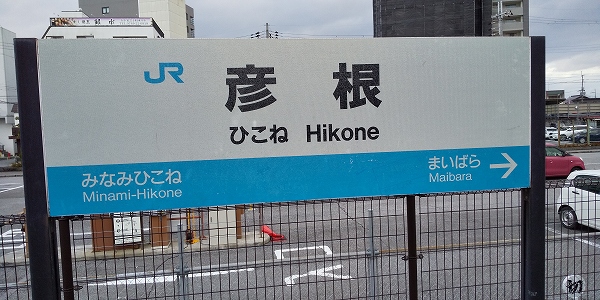 JR
彦根
ひこね Hikone
みなみひこね
Minami-Hikone
まいばら
Maibara
初